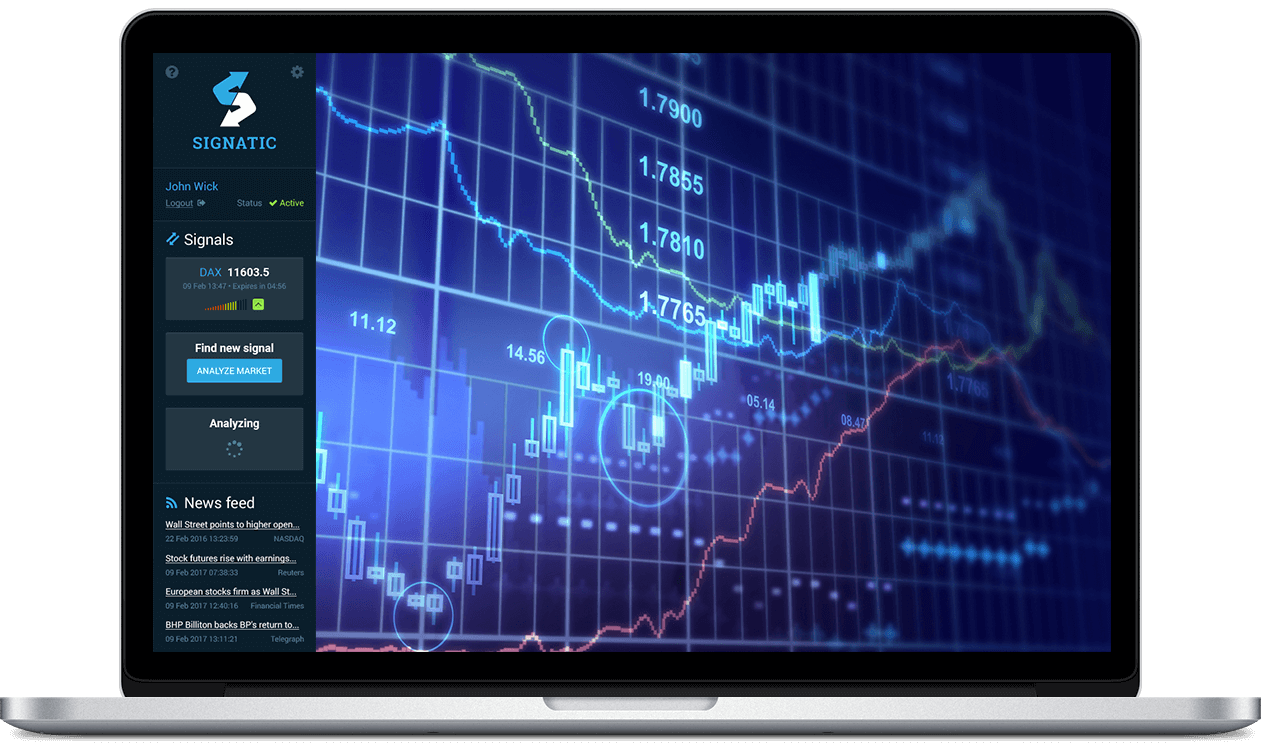 SIGNATIC
John Wick
Logout
Status Active
Signals
DAX 11603.5
09 Feb 13:47 • Expires in 04:56
Find new signal
ANALYZE MARKET
Analyzing
News feed
Wall Street points to higher open...
22 Feb 2016 13:23:59 NASDAQ
Stock futures rise with earnings...
09 Feb 2017 07:38:33 Reuters
European stocks firm as Wall St...
09 Feb 2017 12:40:16 Financial Times
BHP Billiton backs BP's return to...
09 Feb 2017 13:11:21 Telegraph
1.7900
1.7855
1.7810
1.7765
11.12
14.56
19.00
05.14
08.47
1.7765
11.12